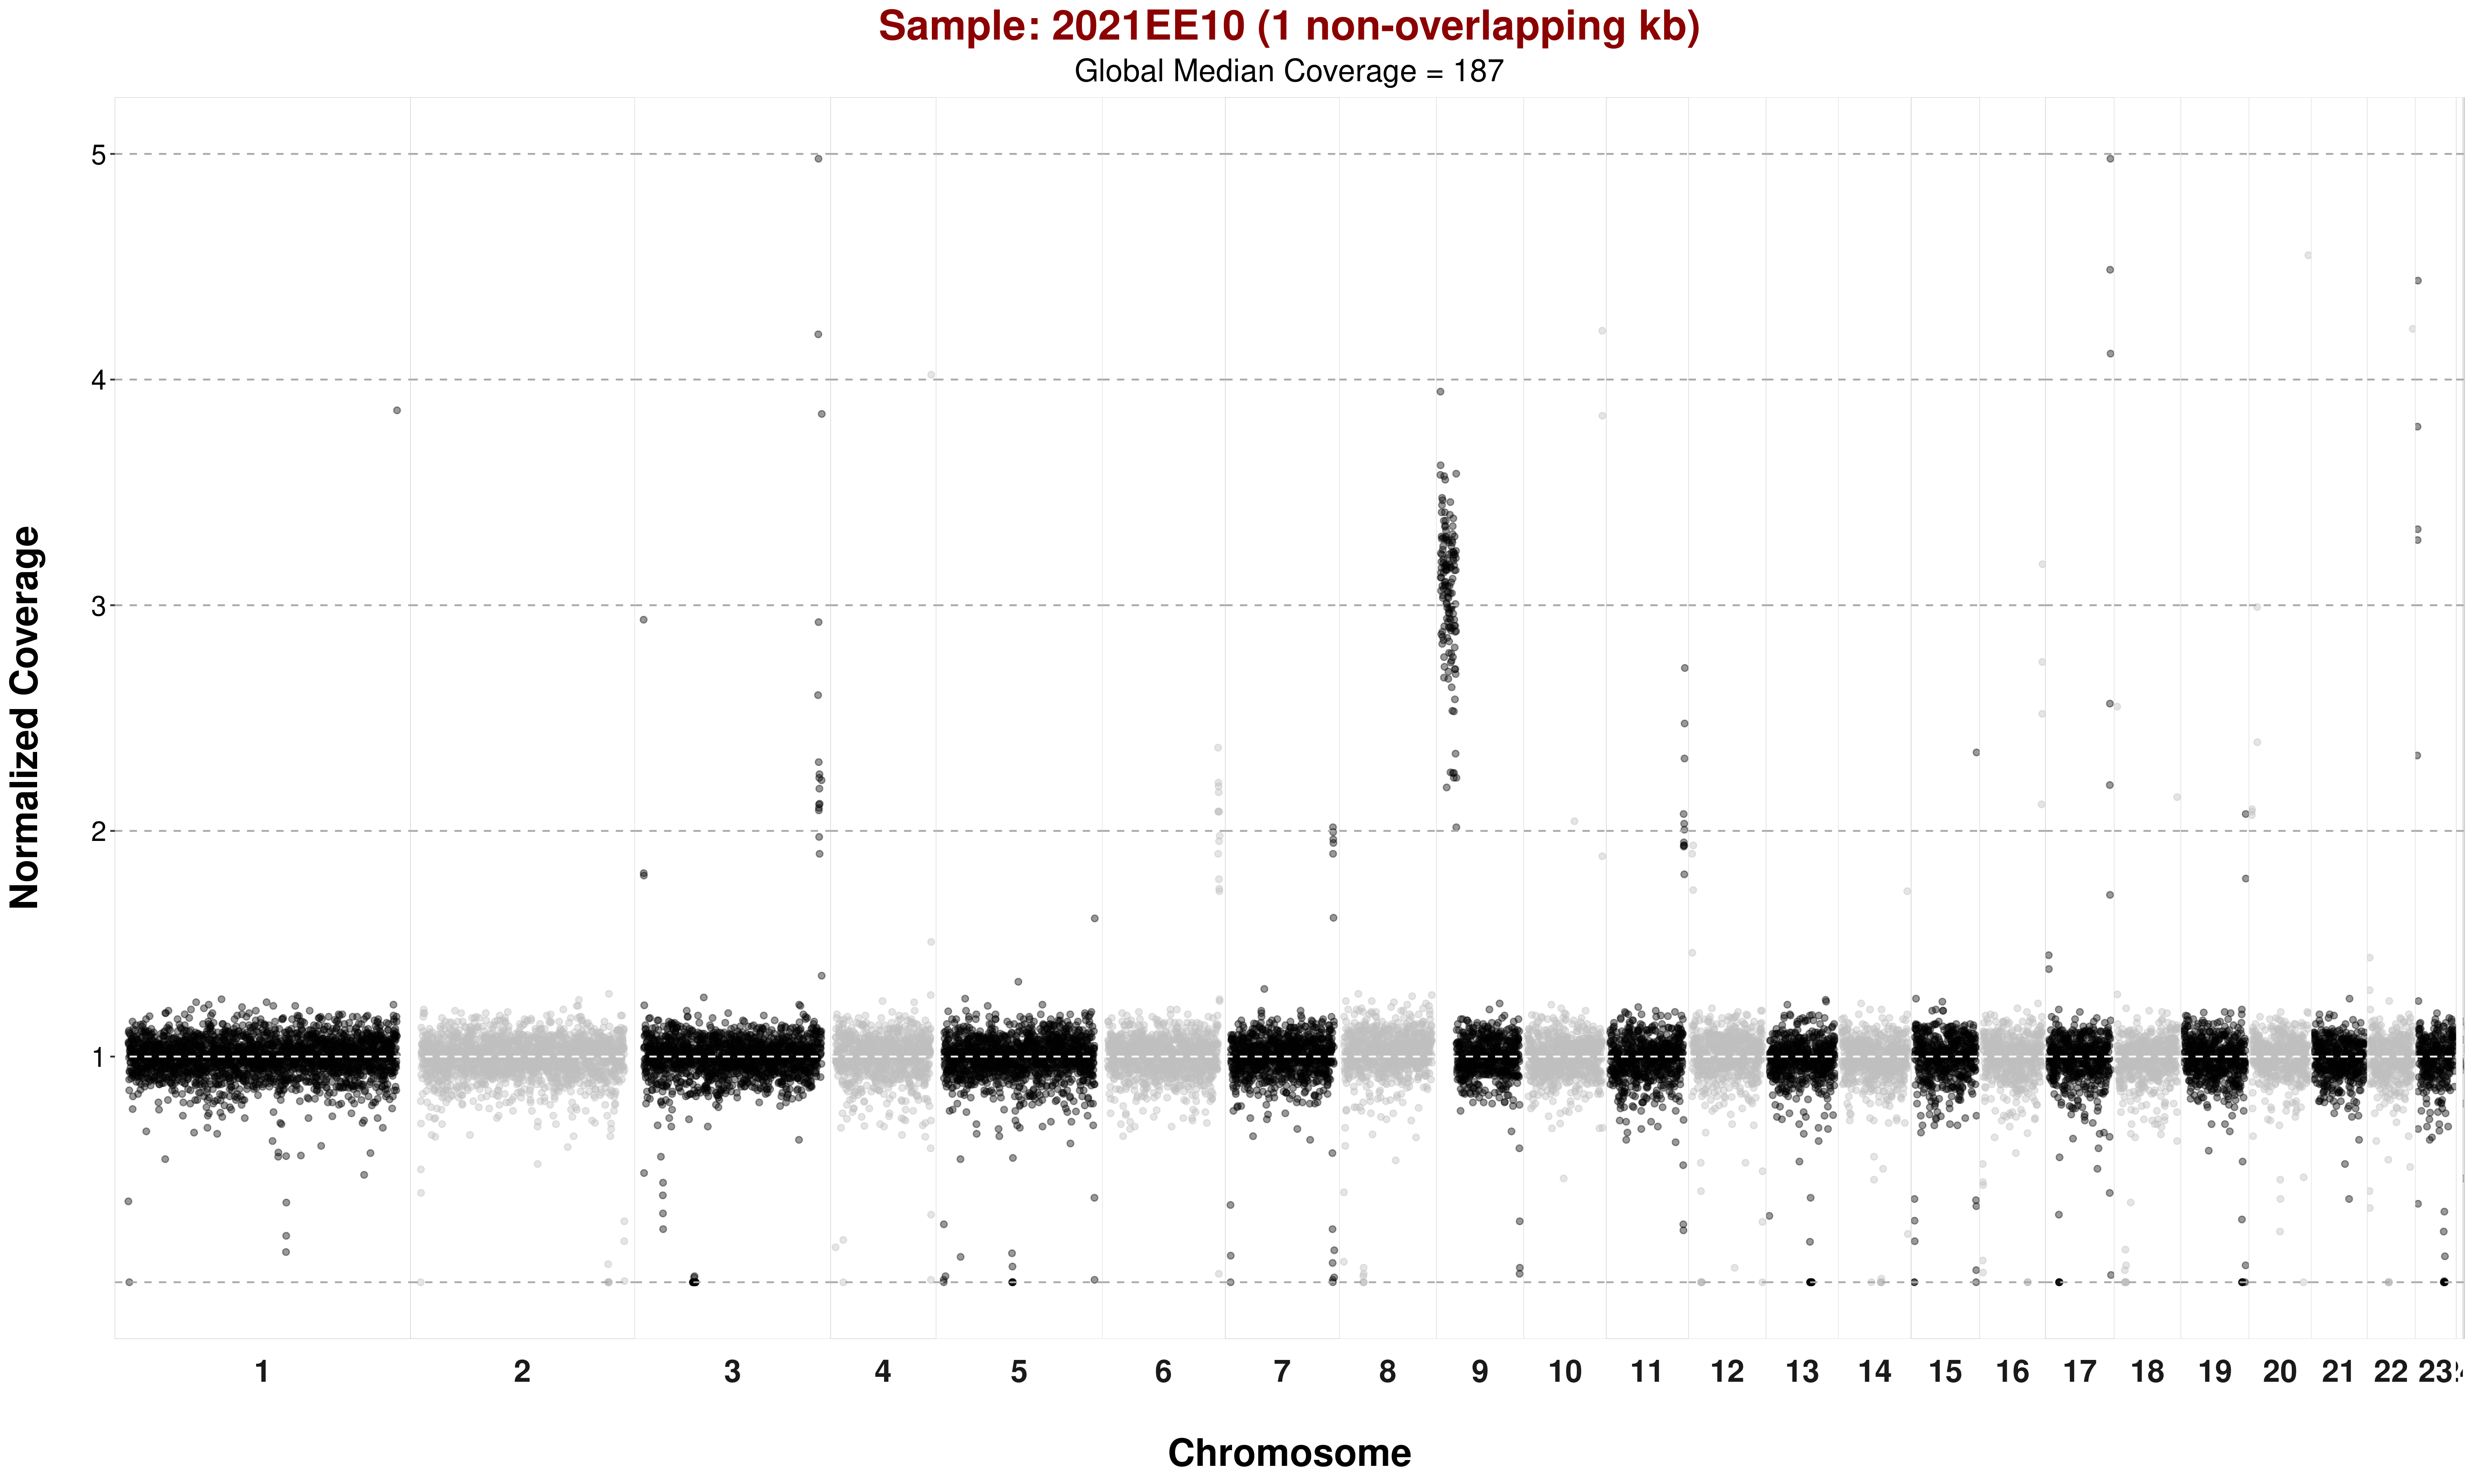 Sample: 2021EE10 (1 non-overlapping kb)
Global Median Coverage = 187
Normalized Coverage
5
4
3
2
1
1 2 3 4 5 6 7 8 9 10 11 12 13 14 15 16 17 18 19 20 21 22 23
Chromosome